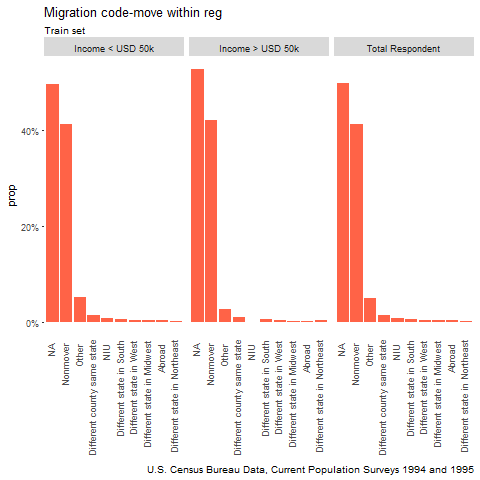 Migration code-move within reg
Train set
Income < USD 50k
Income > USD 50k
Total Respondent
prop
40%
20%
0%
NA
Nonmover
Other
Different county same state
NIU
Different state in South
Different state in West
Different state in Midwest
Abroad
Different state in Northeast
NA
Nonmover
Other
Different county same state
NIU
Different state in South
Different state in West
Different state in Midwest
Abroad
Different state in Northeast
NA
Nonmover
Other
Different county same state
NIU
Different state in South
Different state in West
Different state in Midwest
Abroad
Different state in Northeast
U.S. Census Bureau Data, Current Population Surveys 1994 and 1995